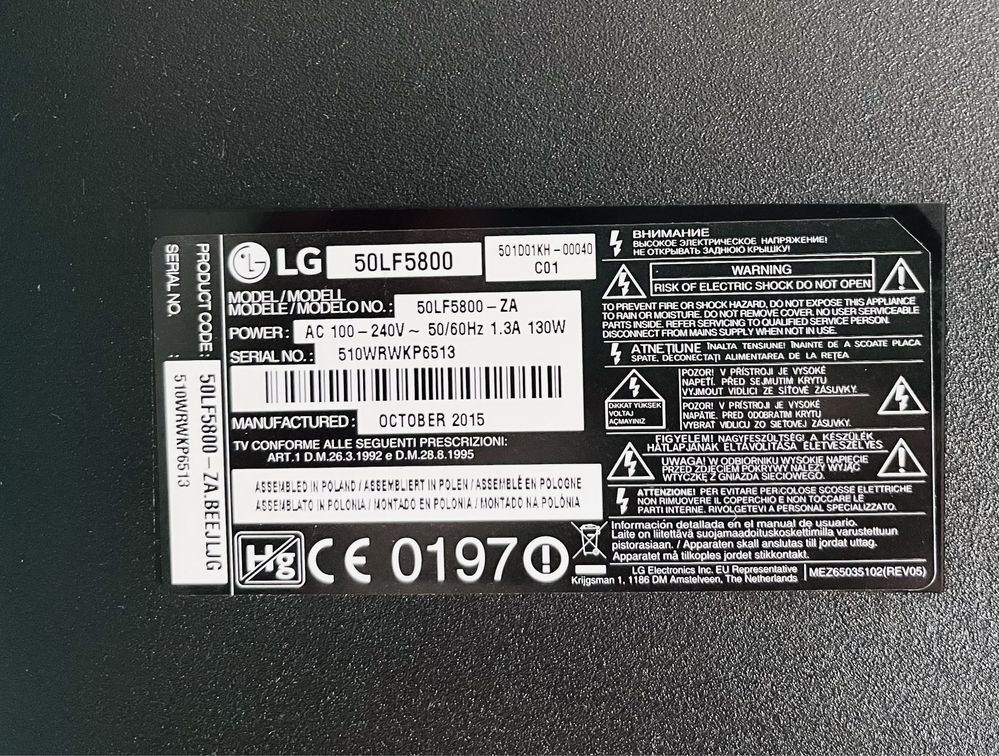 SERIAL NO. : 510WRWKP6513
PRODUCT CODE : 50LF5800-ZA.BEEJLJG
LG 50LF5800
501D01KH-00040
C01
MODEL / MODELL
MODELE / MODELO NO. : 50LF5800-ZA
POWER : AC 100-240V ~ 50/60Hz 1.3A 130W
SERIAL NO. : 510WRWKP6513
MANUFACTURED : OCTOBER 2015
TV CONFORME ALLE SEGUENTI PRESCRIZIONI:
ART.1 D.M.26.3.1992 e D.M.28.8.1995
ASSEMBLED IN POLAND / ASSEMBLIERT IN POLEN / ASSEMBLÉ EN POLOGNE
ASSEMBLATO IN POLONIA / MONTADO EN POLONIA / MONTADO NA POLÓNIA
Hg CE 0197
ВНИМАНИЕ
ВЫСОКОЕ ЭЛЕКТРИЧЕСКОЕ НАПРЯЖЕНИЕ!
НЕ ОТКРЫВАТЬ ЗАДНЮЮ КРЫШКУ!
WARNING
RISK OF ELECTRIC SHOCK DO NOT OPEN
TO PREVENT FIRE OR SHOCK HAZARD, DO NOT EXPOSE THIS APPLIANCE
TO RAIN OR MOISTURE. DO NOT REMOVE COVER. NO USER SERVICEABLE
PARTS INSIDE. REFER SERVICING TO QUALIFIED SERVICE PERSON.
DISCONNECT FROM MAINS SUPPLY WHEN NOT IN USE.
ATNEȚIUNE ÎNALTA TENSIUNE! ÎNAINTE DE A SCOATE PLACA
SPATE, DECONECTAȚI ALIMENTAREA DE LA REȚEA
DİKKAT YÜKSEK
VOLTAJ
AÇMAYINIZ
POZOR! V PŘÍSTROJI JE VYSOKÉ
NAPĚTÍ. PŘED SEJMUTIM KRYTU
VYJMOUT VIDLICI ZE SÍŤOVÉ ZÁSUVKY.
POZOR! V PRÍSTROJI JE VYSOKÉ
NAPÄTIE. PRED ODOBRATIM KRYTU
VYBRAŤ VIDLICU ZO SIEŤOVEJ ZÁSUVKY.
FIGYELEM! NAGYFESZÜLTSÉG! A KÉSZÜLÉK
HÁTLAPJÁNAK ELTÁVOLÍTÁSA ÉLETVESZÉLYES
UWAGA! W ODBIORNIKU WYSOKIE NAPIĘCIE
PRZED ZDJĘCIEM POKRYWY NALEŻY WYJĄĆ
WTYCZKĘ Z GNIAZDA SIECIOWEGO.
ATTENZIONE! PER EVITARE PERICOLOSE SCOSSE ELETTRICHE
NON RIMUOVERE IL COPERCHIO E NON TOCCARE LE
PARTI INTERNE. RIVOLGETEVI A PERSONAL SPECIALIZZATO.
Información detallada en el manual de usuario.
Laite on liitettävä suojamaadoituskoskettimilla varustettuun
pistorasiaan. / Apparaten skall anslutas till jordat uttag.
Apparatet må tilkoples jordet stikkontakt.
LG Electronics Inc. EU Representative
Krijgsman 1, 1186 DM Amstelveen, The Netherlands
MEZ65035102(REV05)